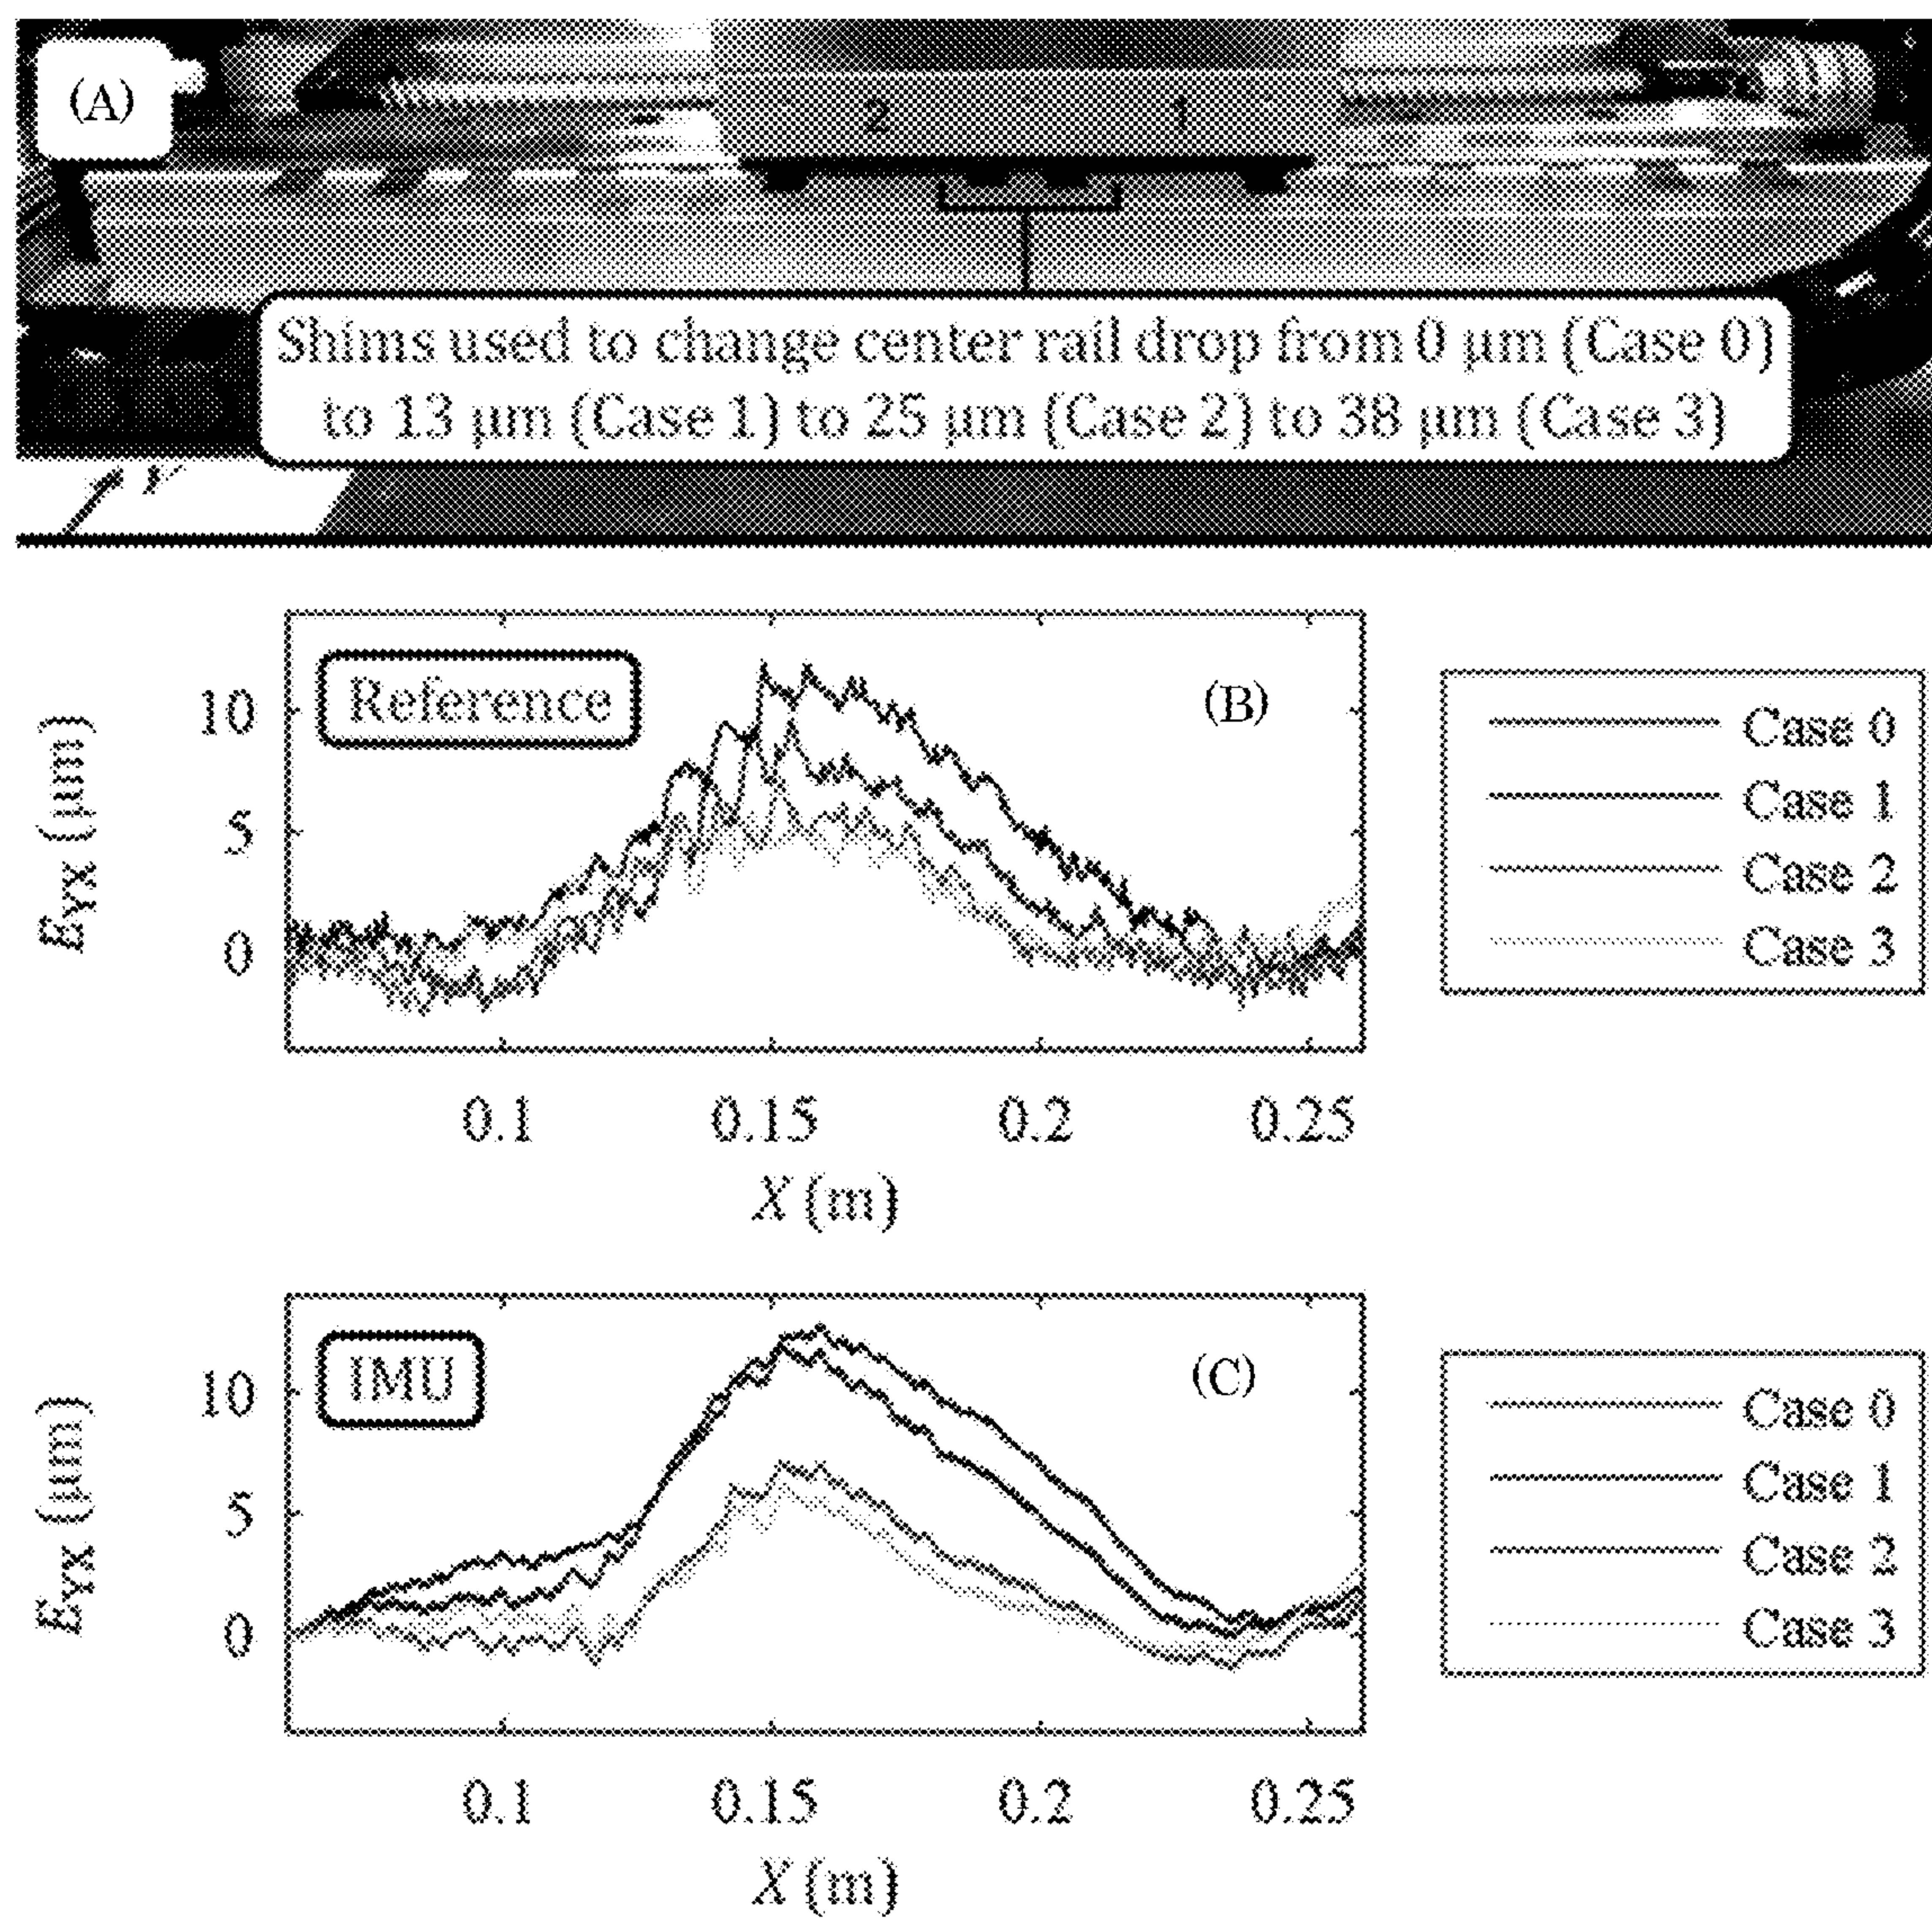 (A)
2 1
Shims used to change center rail drop from 0 μm (Case 0)
to 13 μm (Case 1) to 25 μm (Case 2) to 38 μm (Case 3)
Y
Reference
(B)
10
5
0
E_YX (μm)
0.1 0.15 0.2 0.25
X (m)
Case 0
Case 1
Case 2
Case 3
IMU
(C)
10
5
0
E_YX (μm)
0.1 0.15 0.2 0.25
X (m)
Case 0
Case 1
Case 2
Case 3